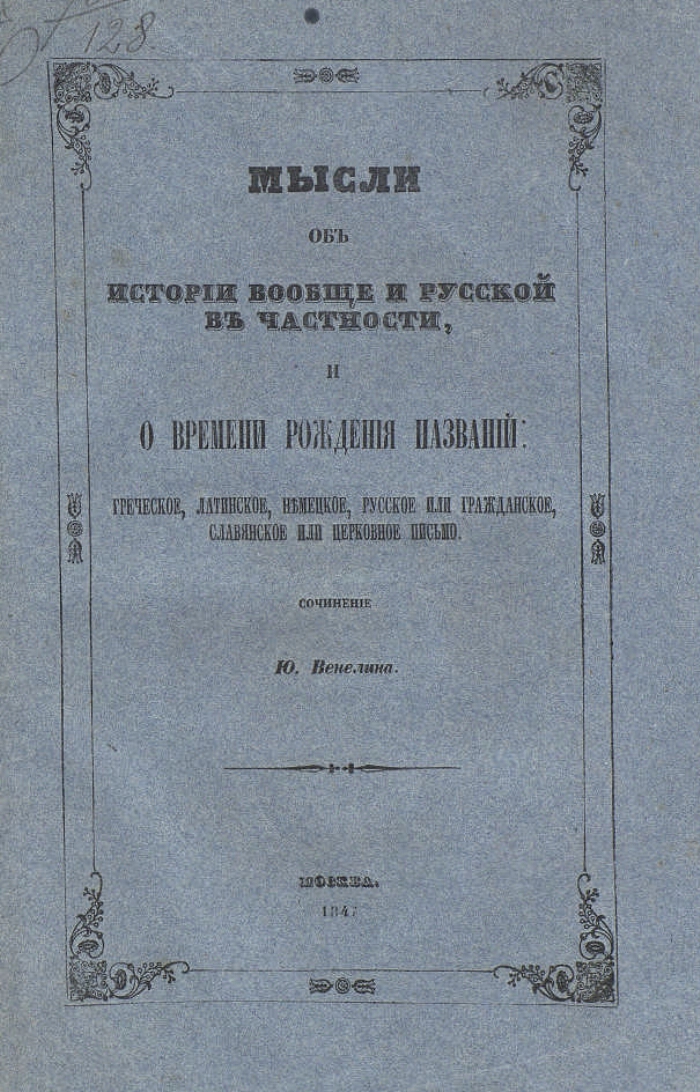 128.
МЫСЛИ
ОБЪ
ИСТОРІИ ВООБЩЕ И РУССКОЙ
ВЪ ЧАСТНОСТИ,
И
О ВРЕМЕНИ РОЖДЕНІЯ НАЗВАНІЙ:
ГРЕЧЕСКОЕ, ЛАТИНСКОЕ, НѢМЕЦКОЕ, РУССКОЕ ИЛИ ГРАЖДАНСКОЕ,
СЛАВЯНСКОЕ ИЛИ ЦЕРКОВНОЕ ПИСЬМО.
СОЧИНЕНІЕ
Ю. Венелина.
МОСКВА.
1847